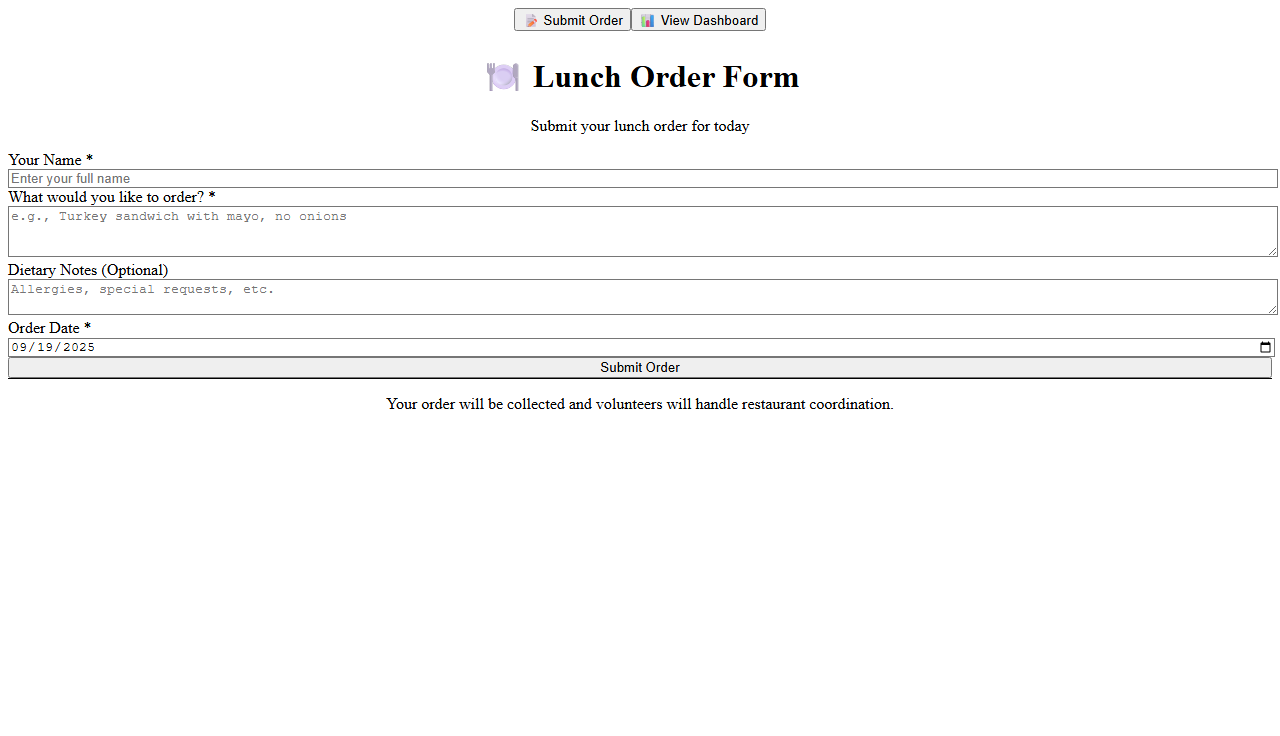 Submit Order View Dashboard
Lunch Order Form
Submit your lunch order for today
Your Name *
Enter your full name
What would you like to order? *
e.g., Turkey sandwich with mayo, no onions
Dietary Notes (Optional)
Allergies, special requests, etc.
Order Date *
09/19/2025
Submit Order
Your order will be collected and volunteers will handle restaurant coordination.